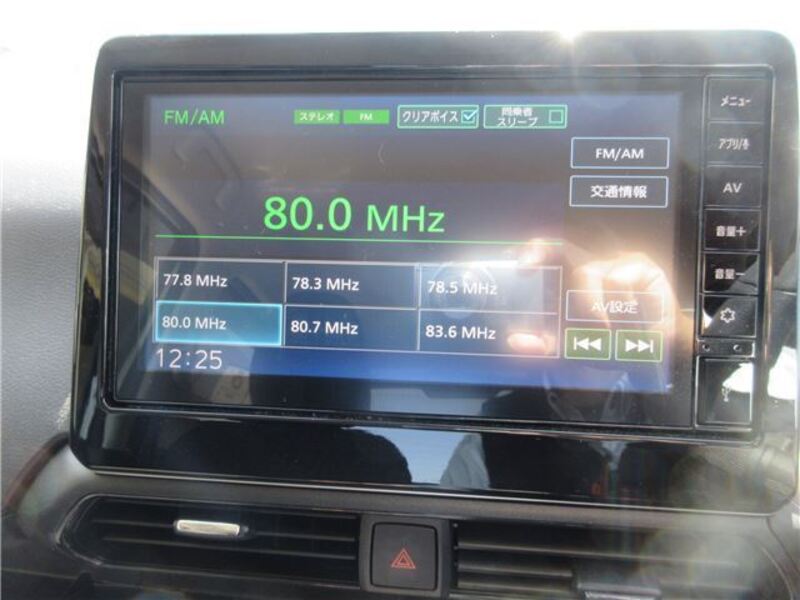 FM/AM ステレオ FM クリアボイス 同乗者スリープ
メニュー
アプリ/
FM/AM
交通情報
AV
80.0 MHz
音量+
77.8 MHz 78.3 MHz 78.5 MHz
音量-
AV設定
80.0 MHz 80.7 MHz 83.6 MHz
12:25